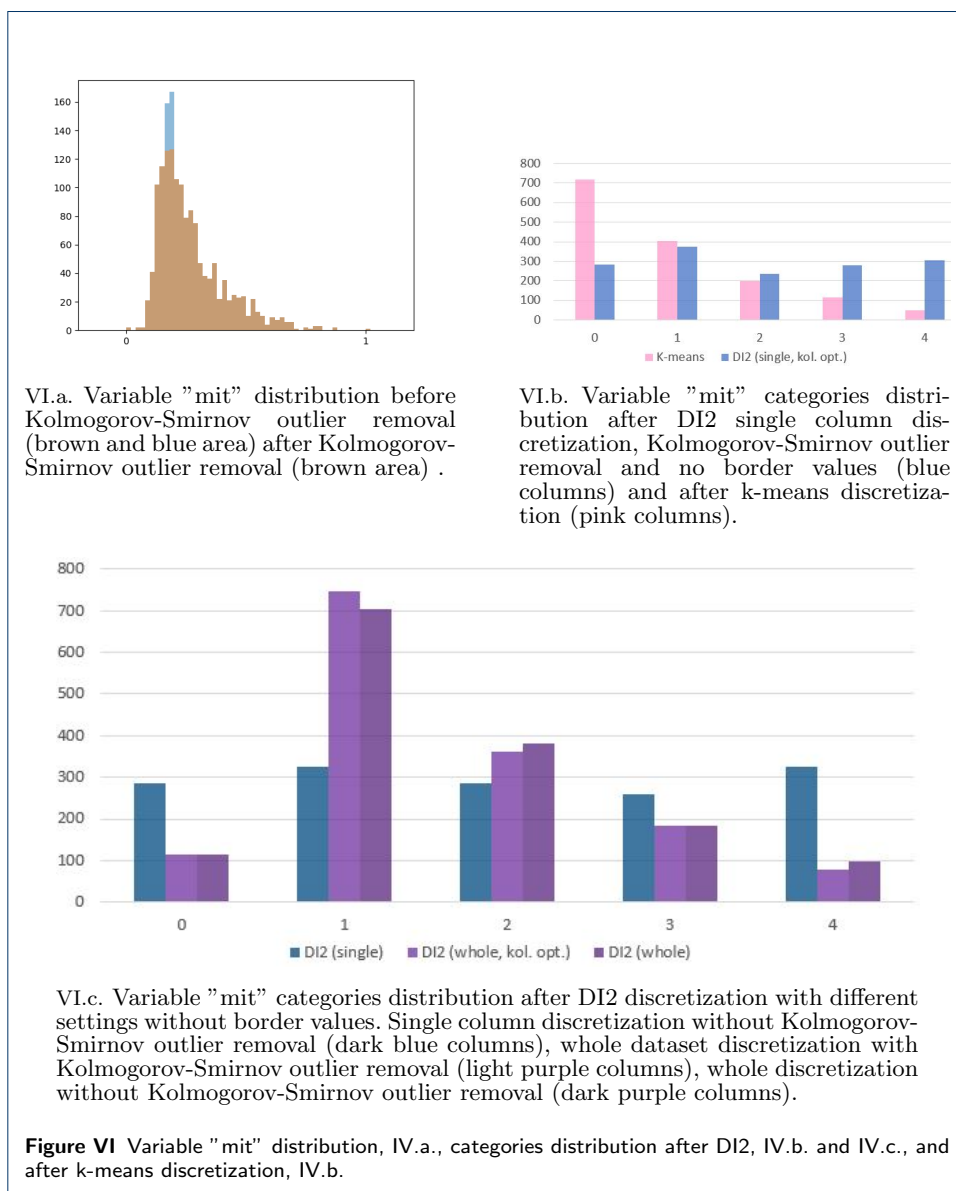 160
140
120
100
80
60
40
20
0
0 1
VI.a. Variable "mit" distribution before
Kolmogorov-Smirnov outlier removal
(brown and blue area) after Kolmogorov-
Smirnov outlier removal (brown area) .
800
700
600
500
400
300
200
100
0
0 1 2 3 4
K-means DI2 (single, kol. opt.)
VI.b. Variable "mit" categories distri-
bution after DI2 single column dis-
cretization, Kolmogorov-Smirnov outlier
removal and no border values (blue
columns) and after k-means discretiza-
tion (pink columns).
800
700
600
500
400
300
200
100
0
0 1 2 3 4
DI2 (single) DI2 (whole, kol. opt.) DI2 (whole)
VI.c. Variable "mit" categories distribution after DI2 discretization with different
settings without border values. Single column discretization without Kolmogorov-
Smirnov outlier removal (dark blue columns), whole dataset discretization with
Kolmogorov-Smirnov outlier removal (light purple columns), whole discretization
without Kolmogorov-Smirnov outlier removal (dark purple columns).
Figure VI Variable "mit" distribution, IV.a., categories distribution after DI2, IV.b. and IV.c., and
after k-means discretization, IV.b.